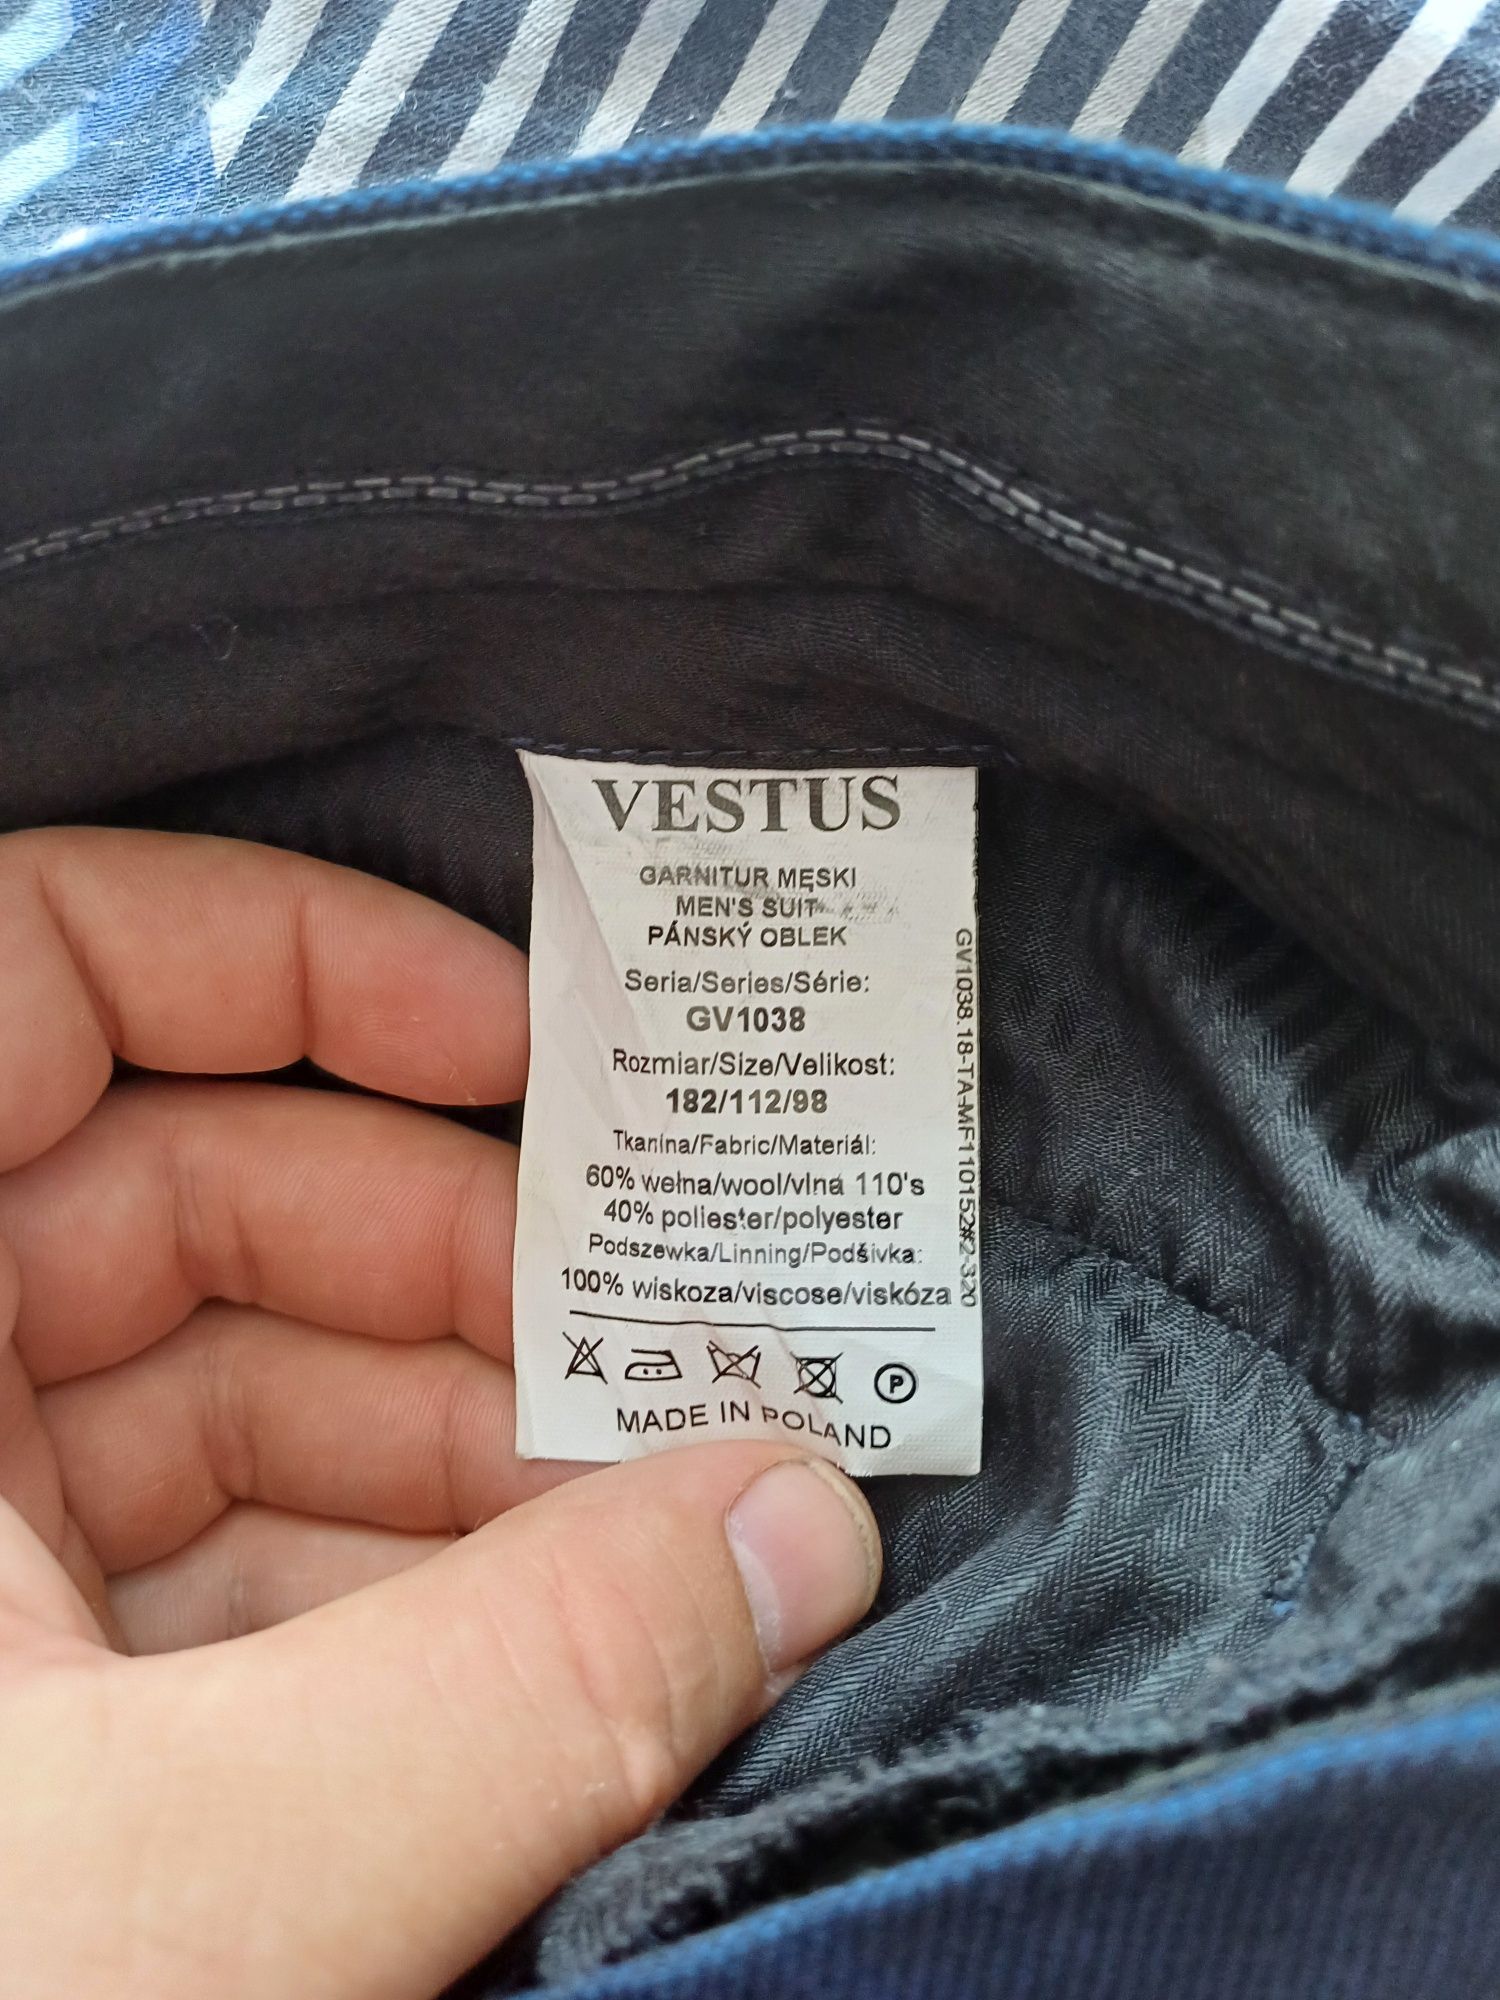 VESTUS
GARNITUR MĘSKI
MEN'S SUIT
PÁNSKÝ OBLEK
Seria/Series/Série:
GV1038
Rozmiar/Size/Velikost:
182/112/98
Tkanina/Fabric/Materiál:
60% wełna/wool/vlna 110's
40% poliester/polyester
Podszewka/Linning/Podšivka:
100% wiskoza/viscose/viskóza
P
MADE IN POLAND
GV1038.18-TA-MF110152#2-320